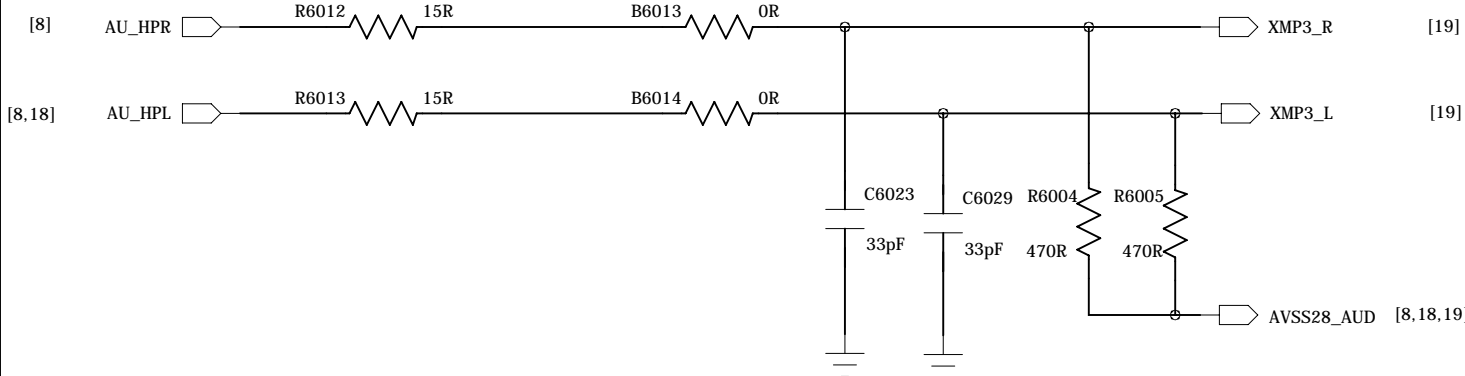 [8] AU_HPR R6012 15R B6013 0R XMP3_R [19]
[8,18] AU_HPL R6013 15R B6014 0R XMP3_L [19]
C6023 C6029 R6004 R6005
33pF 33pF 470R 470R
AVSS28_AUD [8,18,19]